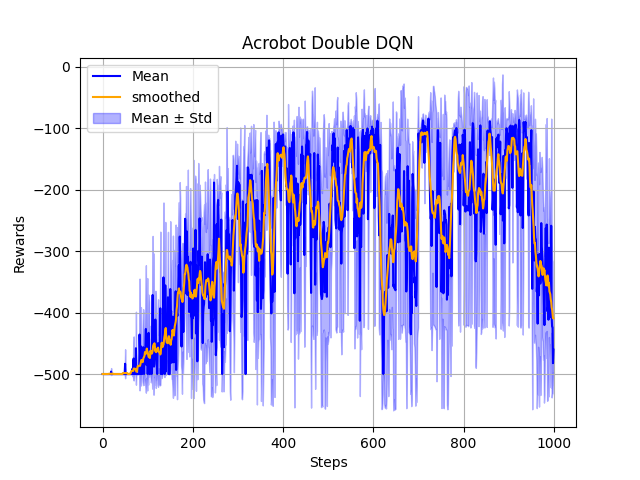 Acrobot Double DQN
Mean
smoothed
Mean ± Std
0
−100
−200
−300
−400
−500
Rewards
0 200 400 600 800 1000
Steps